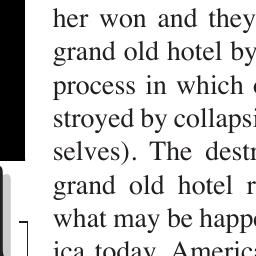 her won and they
grand old hotel by
process in which
stroyed by collapsi
selves). The destr
grand old hotel r
what may be happe
ica today. America